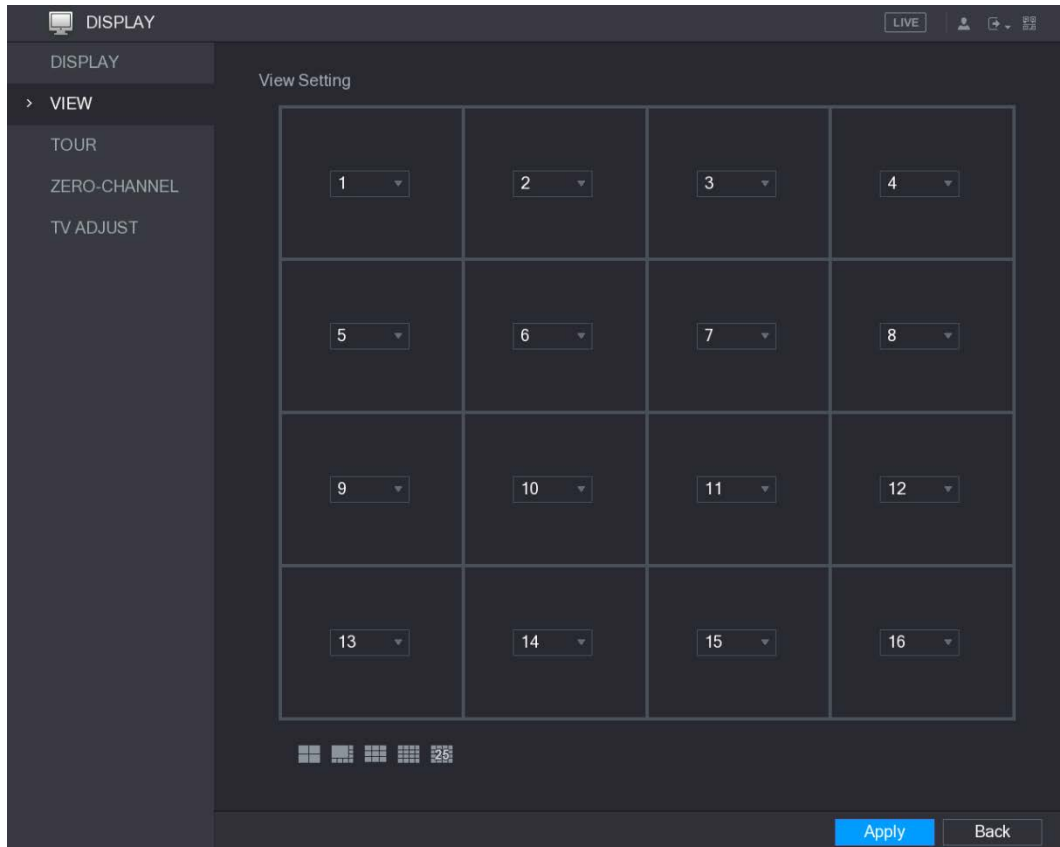 DISPLAY LIVE
DISPLAY
View Setting
VIEW
TOUR
ZERO-CHANNEL
TV ADJUST
1 2 3 4
5 6 7 8
9 10 11 12
13 14 15 16
25
Apply Back